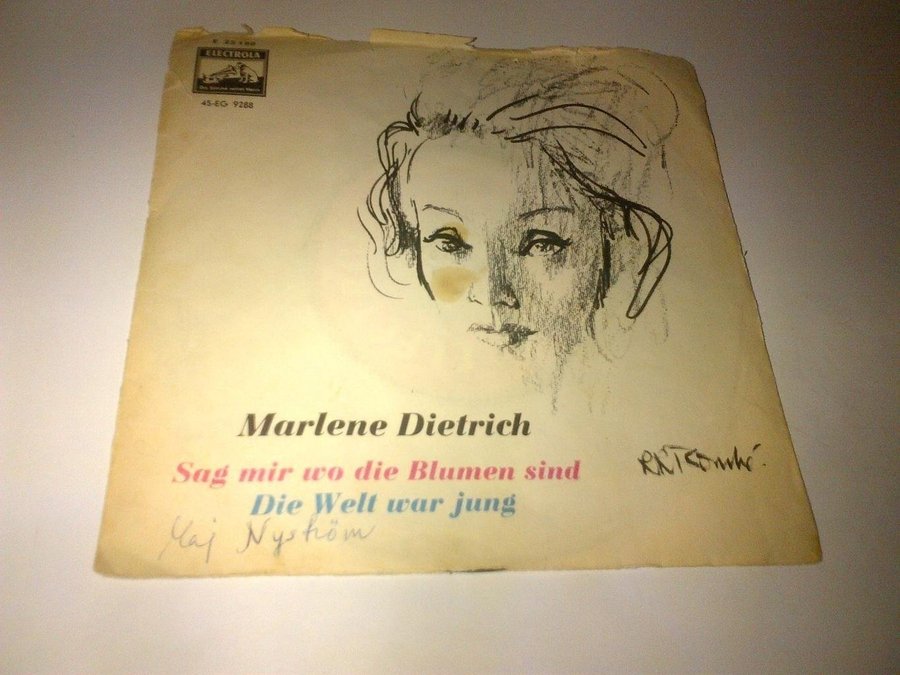 ELECTROLA
45-EG 9288
Marlene Dietrich
Sag mir wo die Blumen sind
Die Welt war jung
Maj Nyström